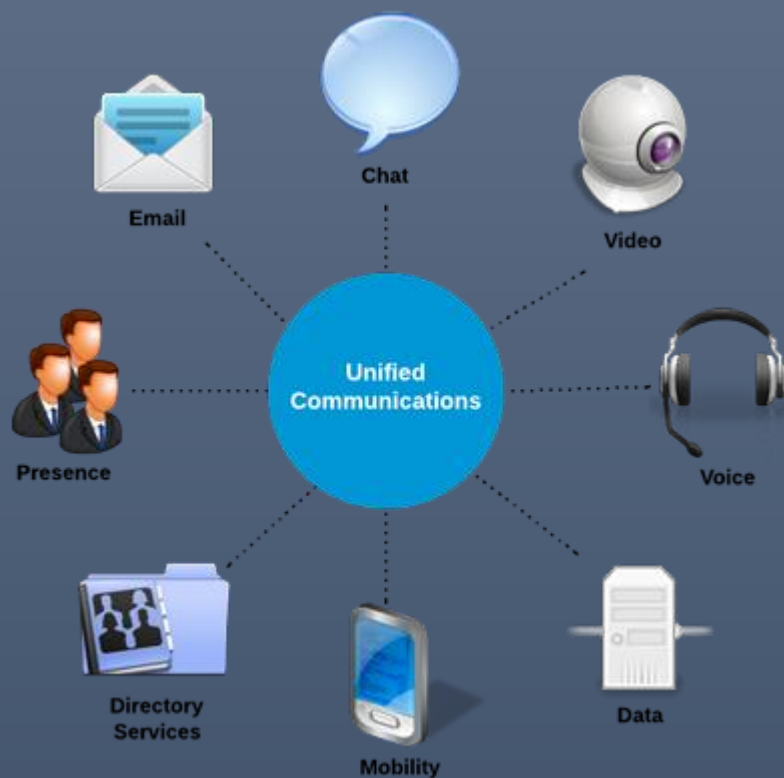 Chat
Email
Video
Unified
Communications
Presence
Voice
Directory
Services
Data
Mobility